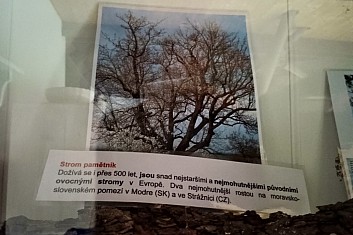 Strom pamětník
Dožívá se i přes 500 let, jsou snad nejstaršími a nejmohutnějšími původními
ovocnými stromy v Evropě. Dva nejmohutnější rostou na moravsko-
slovenském pomezí v Modre (SK) a ve Strážnici (CZ).